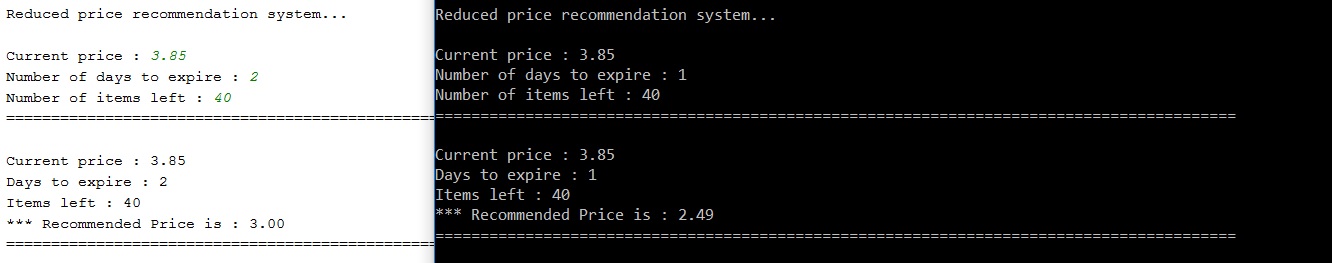 Reduced price recommendation system...
Current price : 3.85
Number of days to expire : 2
Number of items left : 40
================================================
Current price : 3.85
Days to expire : 2
Items left : 40
*** Recommended Price is : 3.00
================================================
Reduced price recommendation system...
Current price : 3.85
Number of days to expire : 1
Number of items left : 40
=========================================================================================
Current price : 3.85
Days to expire : 1
Items left : 40
*** Recommended Price is : 2.49
=========================================================================================